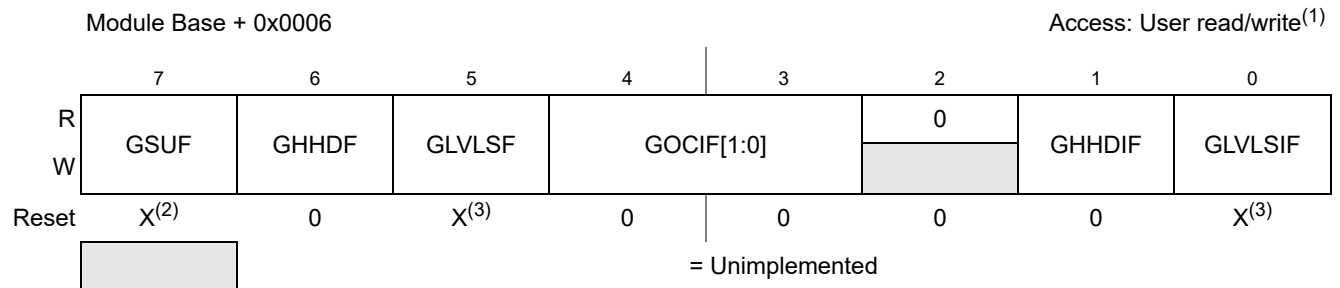 Module Base + 0x0006 Access: User read/write(1)
7 6 5 4 3 2 1 0
R GSUF GHHDF GLVLSF GOCIF[1:0] 0 GHHDIF GLVLSIF
W
Reset X(2) 0 X(3) 0 0 0 0 X(3)
= Unimplemented